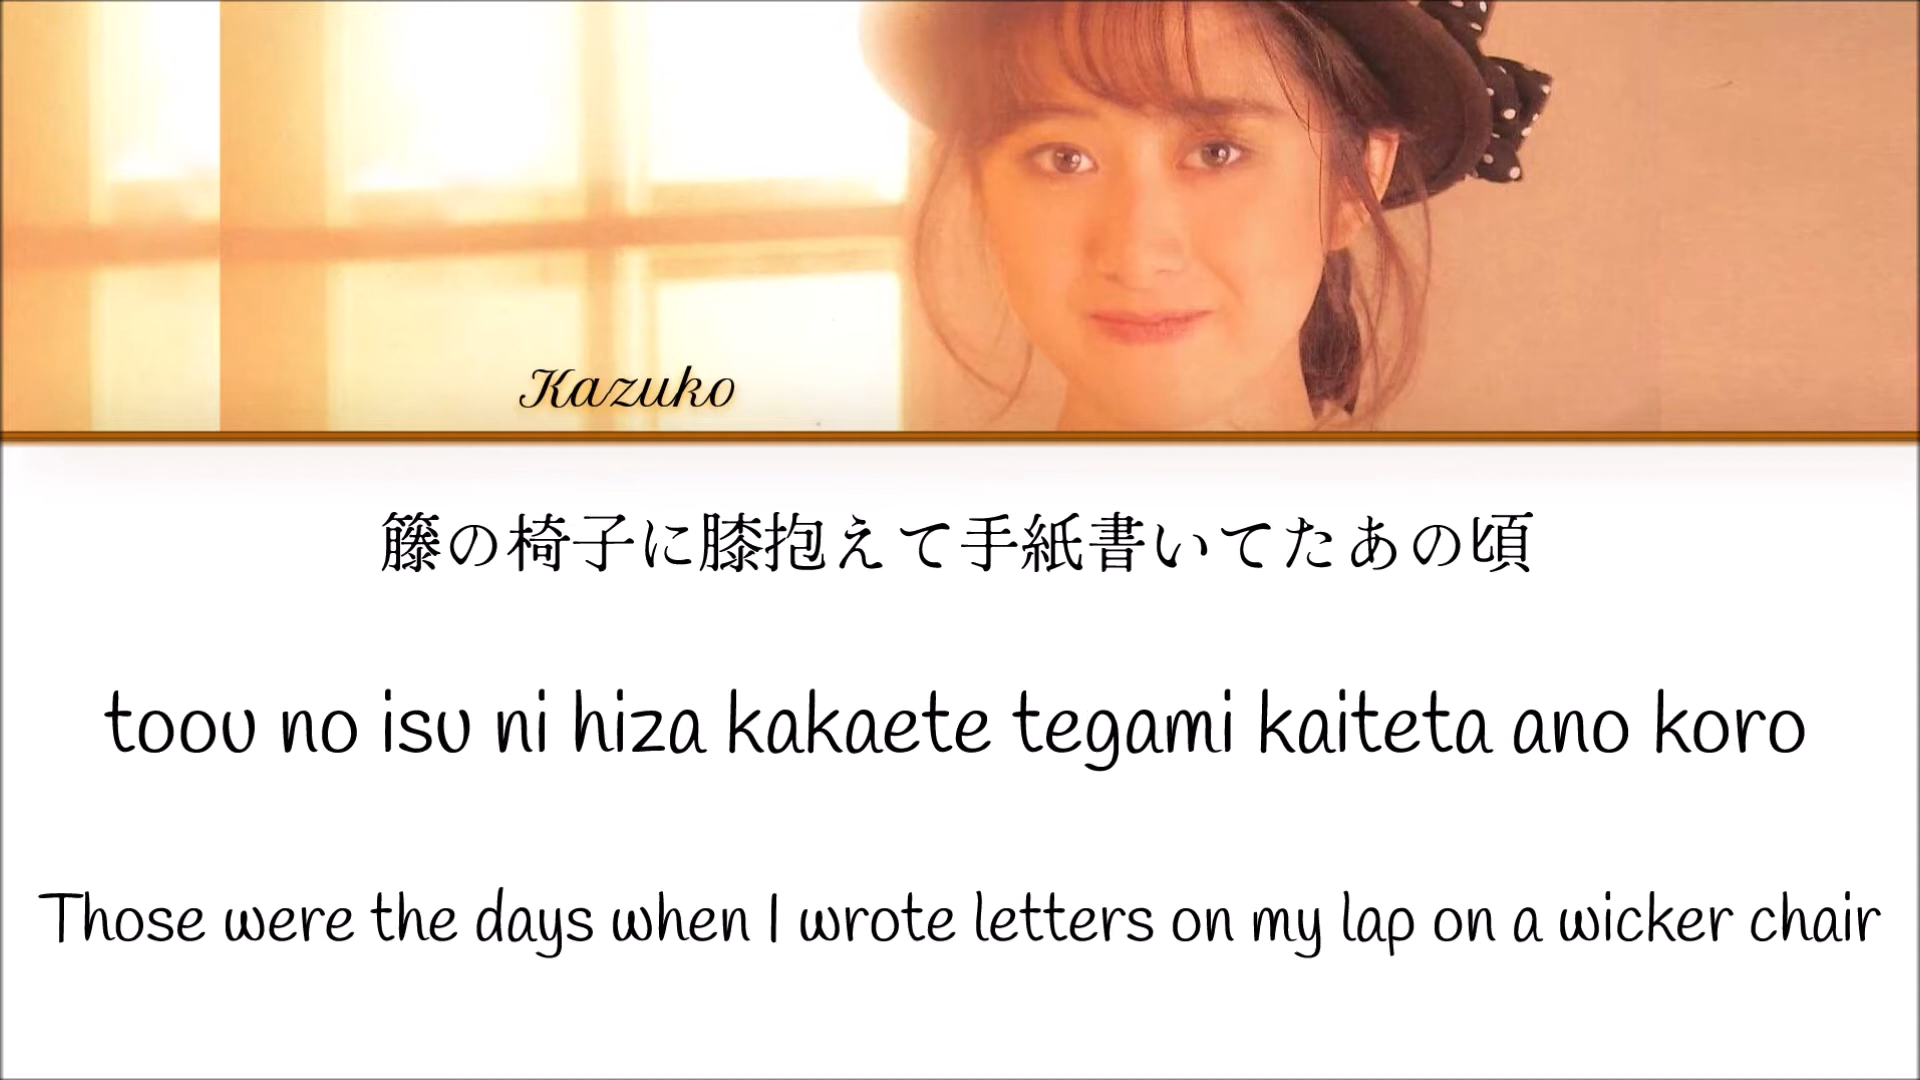 Kazuko
籐の椅子に膝抱えて手紙書いてたあの頃
toou no isu ni hiza kakaete tegami kaiteta ano koro
Those were the days when I wrote letters on my lap on a wicker chair